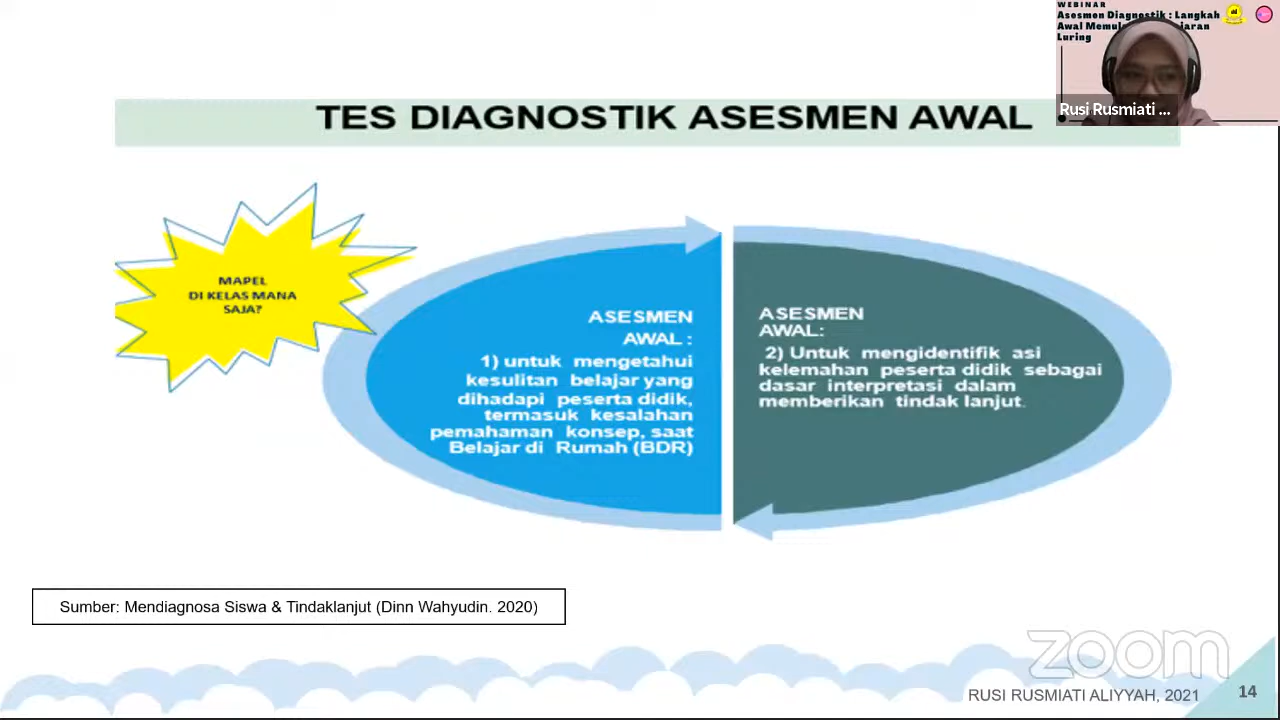 WEBINAR
Asesmen Diagnostik : Langkah
Awal
Luring
Rusi Rusmiati ...
TES DIAGNOSTIK ASESMEN AWAL
MAPEL
DI KELAS MANA
SAJA?
ASESMEN
AWAL :
1) untuk mengetahui
kesulitan belajar yang
dihadapi peserta didik,
termasuk kesalahan
pemahaman konsep, saat
Belajar di Rumah (BDR)
ASESMEN
AWAL:
2) Untuk mengidentifik asi
kelemahan peserta didik sebagai
dasar interpretasi dalam
memberikan tindak lanjut.
Sumber: Mendiagnosa Siswa & Tindaklanjut (Dinn Wahyudin. 2020)
zoom
RUSI RUSMIATI ALIYYAH, 2021
14